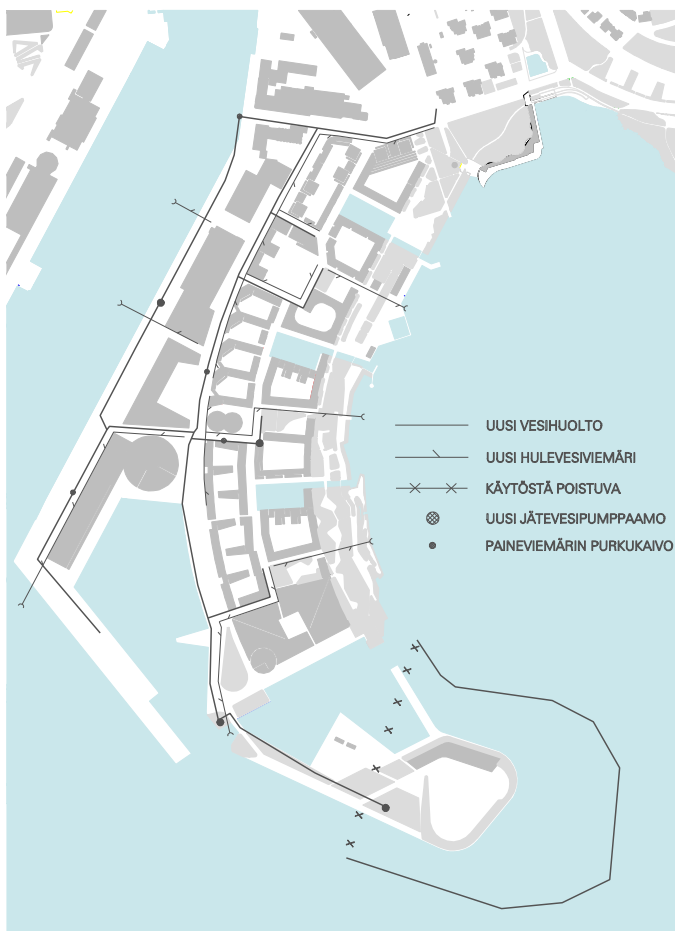 UUSI VESIHUOLTO
UUSI HULEVESIVIEMÄRI
KÄYTÖSTÄ POISTUVA
UUSI JÄTEVESIPUMPPAAMO
PAINEVIEMÄRIN PURKUKAIVO